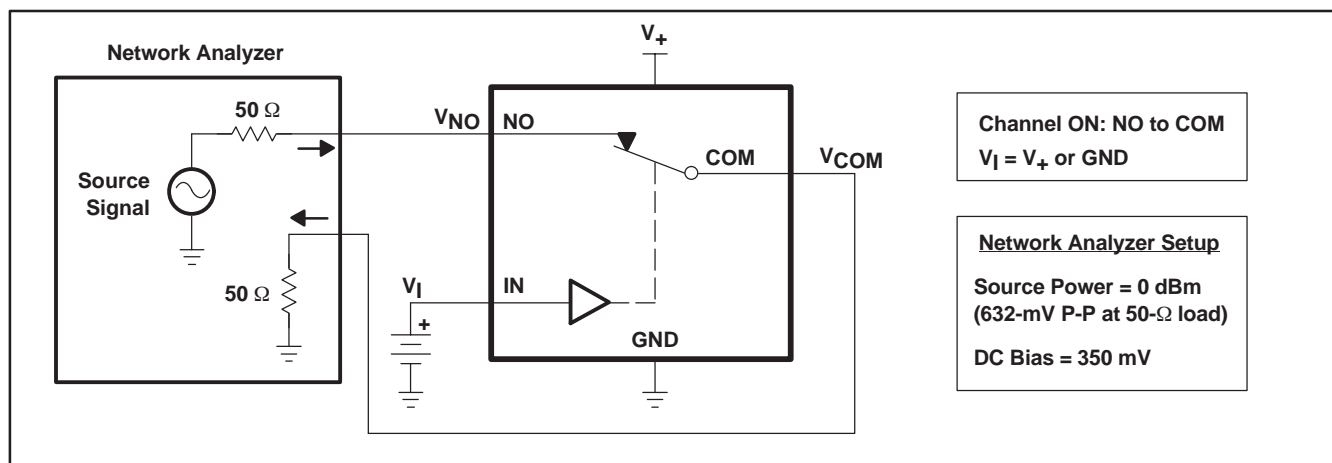 Network Analyzer
50 Ω
Source
Signal
50 Ω
V+
VNO
NO
COM
VCOM
VI
IN
+
GND
Channel ON: NO to COM
VI = V+ or GND
Network Analyzer Setup
Source Power = 0 dBm
(632-mV P-P at 50-Ω load)
DC Bias = 350 mV